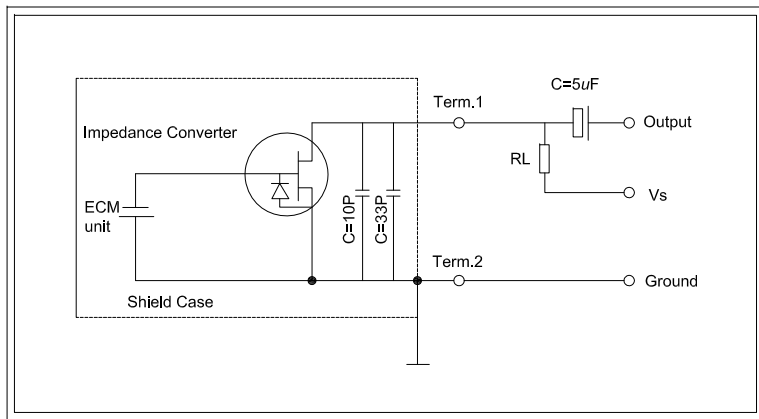 C=5uF
Term.1
Output
Impedance Converter
RL
Vs
ECM
unit
C=10P
C=33P
Term.2
Ground
Shield Case